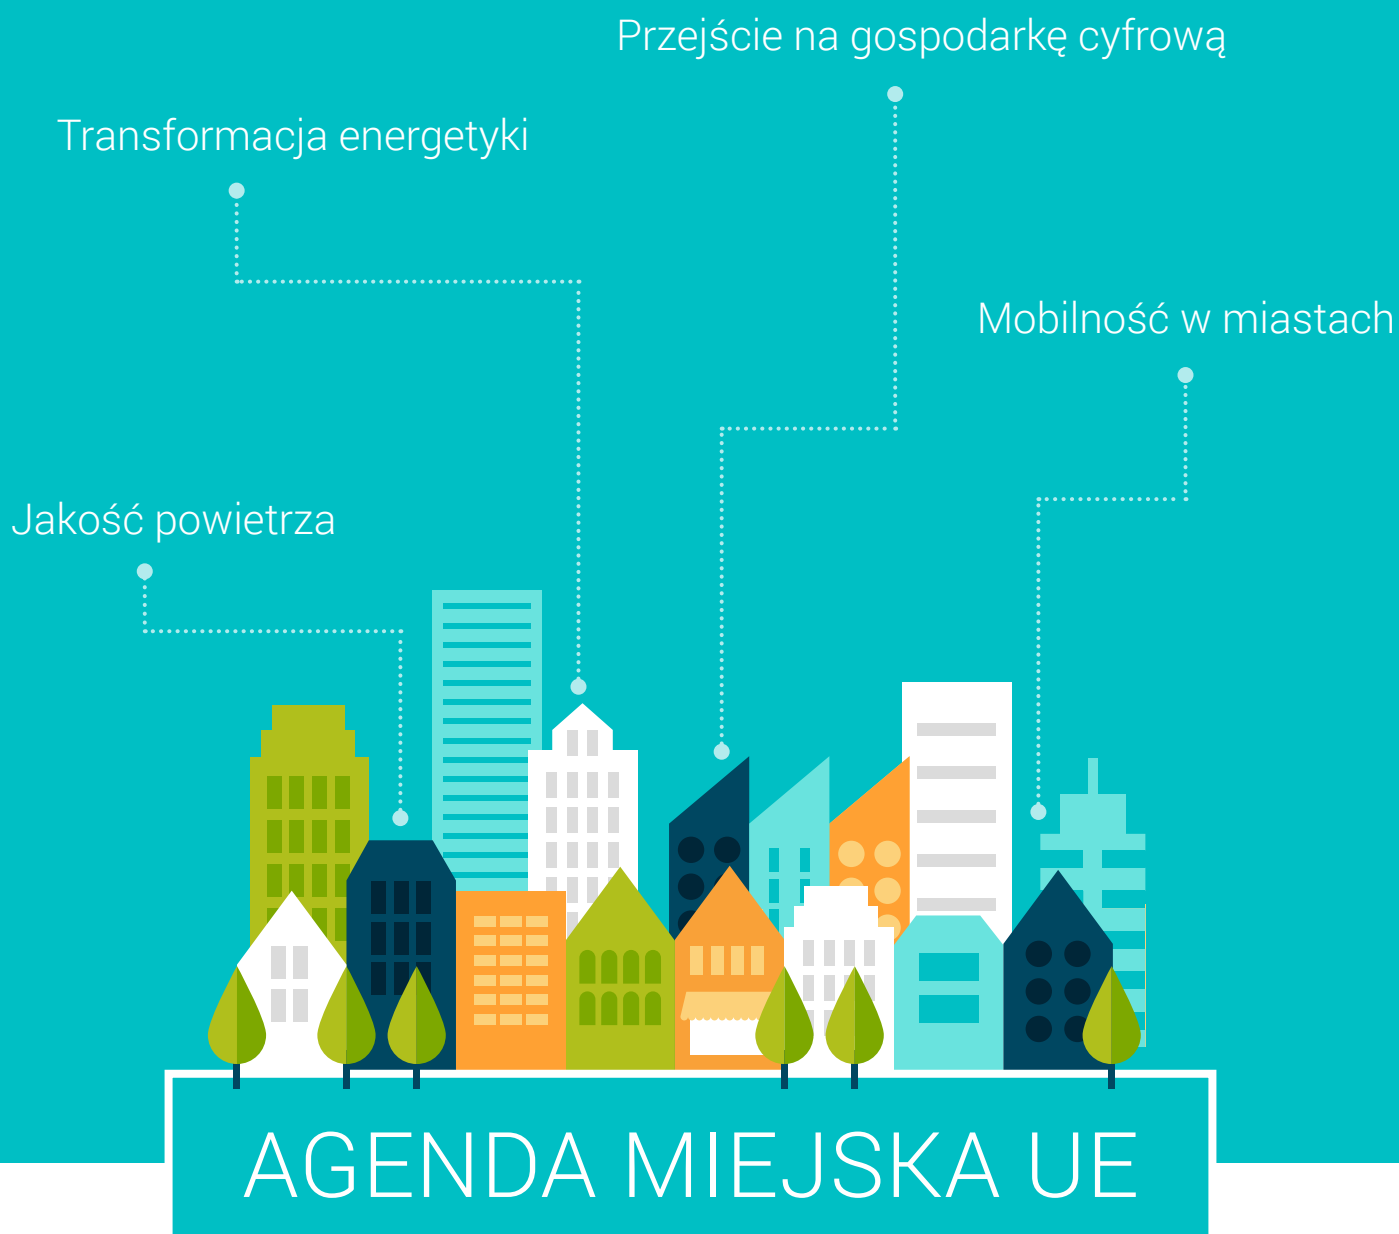 Przejście na gospodarkę cyfrową
Transformacja energetyki
Mobilność w miastach
Jakość powietrza
AGENDA MIEJSKA UE